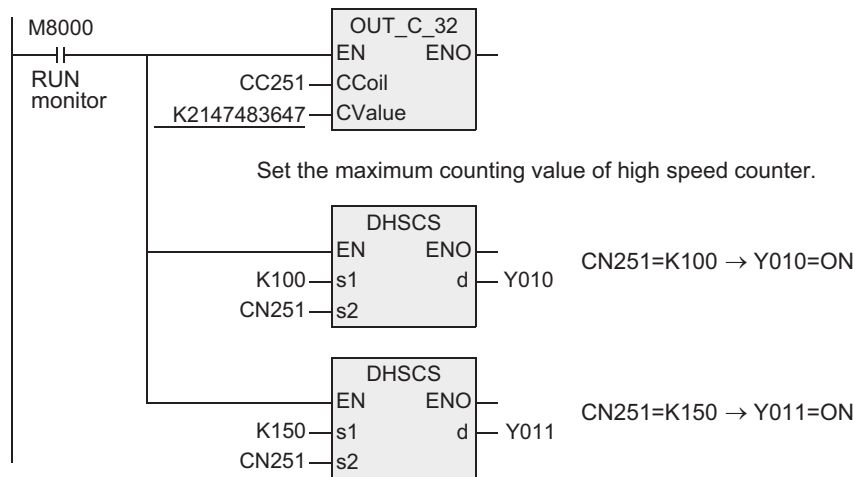 M8000
RUN
monitor
OUT_C_32
EN ENO
CC251 CCoil
K2147483647 CValue
Set the maximum counting value of high speed counter.
DHSCS
EN ENO
K100 s1 d Y010
CN251 s2
CN251=K100 → Y010=ON
DHSCS
EN ENO
K150 s1 d Y011
CN251 s2
CN251=K150 → Y011=ON